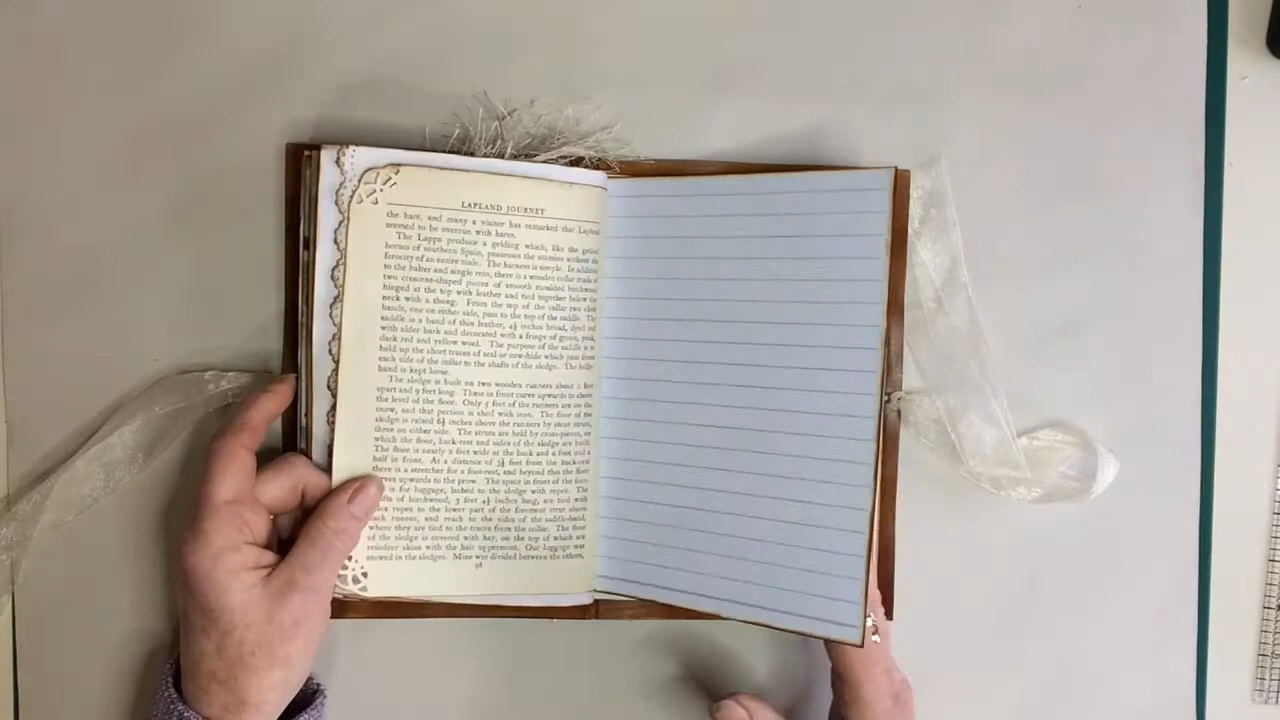 LAPLAND JOURNEY
the hare, and many a visitor has remarked that Lapland
seemed to be overrun with hares.
The Lapps produce a gelding which, like the gelded
horses of southern Spain, possesses the stamina without the
ferocity of an entire male. The harness is simple. In addition
to the halter and single rein, there is a wooden collar made of
two crescent-shaped pieces of smooth moulded birchwood
hinged at the top with leather and tied together below the
neck with a thong. From the top of the collar two
bands, one on either side, pass to the top of the saddle. The
saddle is a band of thin leather, 4½ inches broad, dyed red
with alder bark and decorated with a fringe of green, pink,
dark red and yellow wool. The purpose of the saddle is to
hold up the short traces of seal or cow-hide which pass from
each side of the collar to the shafts of the sledge. The belly
band is kept loose.
The sledge is built on two wooden runners about 2 feet
apart and 9 feet long. These in front curve upwards to above
the level of the floor. Only 5 feet of the runners are on the
snow, and that portion is shod with iron. The floor of the
sledge is raised 6½ inches above the runners by stout struts,
three on either side. The struts are held by cross-pieces, on
which the floor, back-rest and sides of the sledge are built.
The floor is nearly 2 feet wide at the back and a foot and a
half in front. At a distance of 3½ feet from the back-rest
there is a stretcher for a foot-rest, and beyond this the floor
curves upwards to the prow. The space in front of the foot-
is for baggage, lashed to the sledge with ropes. The
shafts of birchwood, 7 feet 4½ inches long, are tied with
ropes to the lower part of the foremost strut above
each runner, and reach to the sides of the saddle-band,
where they are tied to the traces from the collar. The floor
of the sledge is covered with hay, on the top of which are
reindeer skins with the hair uppermost. Our luggage was
stowed in the sledges. Mine was divided between the others,
98